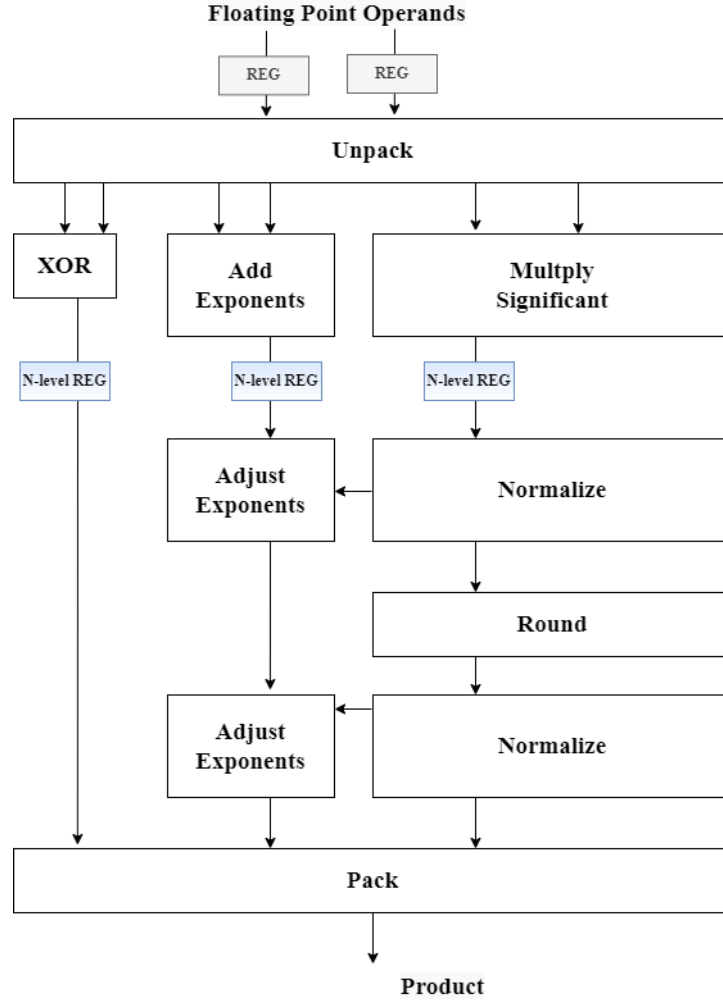 Floating Point Operands
REG
REG
Unpack
XOR
Add
Exponents
Multply
Significant
N-level REG
N-level REG
N-level REG
Adjust
Exponents
Normalize
Round
Adjust
Exponents
Normalize
Pack
Product